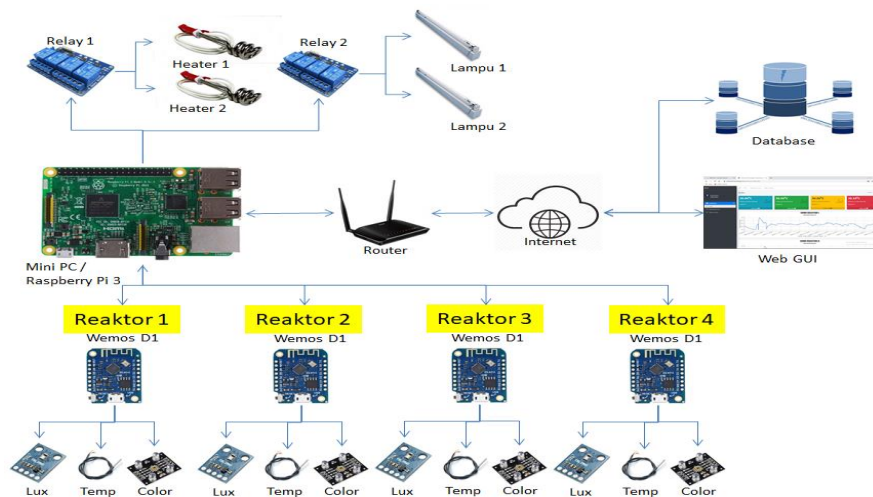 Relay 1
Heater 1
Heater 2
Relay 2
Lampu 1
Lampu 2
Database
Mini PC /
Raspberry Pi 3
Router
Internet
Web GUI
Reaktor 1
Wemos D1
Reaktor 2
Wemos D1
Reaktor 3
Wemos D1
Reaktor 4
Wemos D1
Lux
Temp
Color
Lux
Temp
Color
Lux
Temp
Color
Lux
Temp
Color